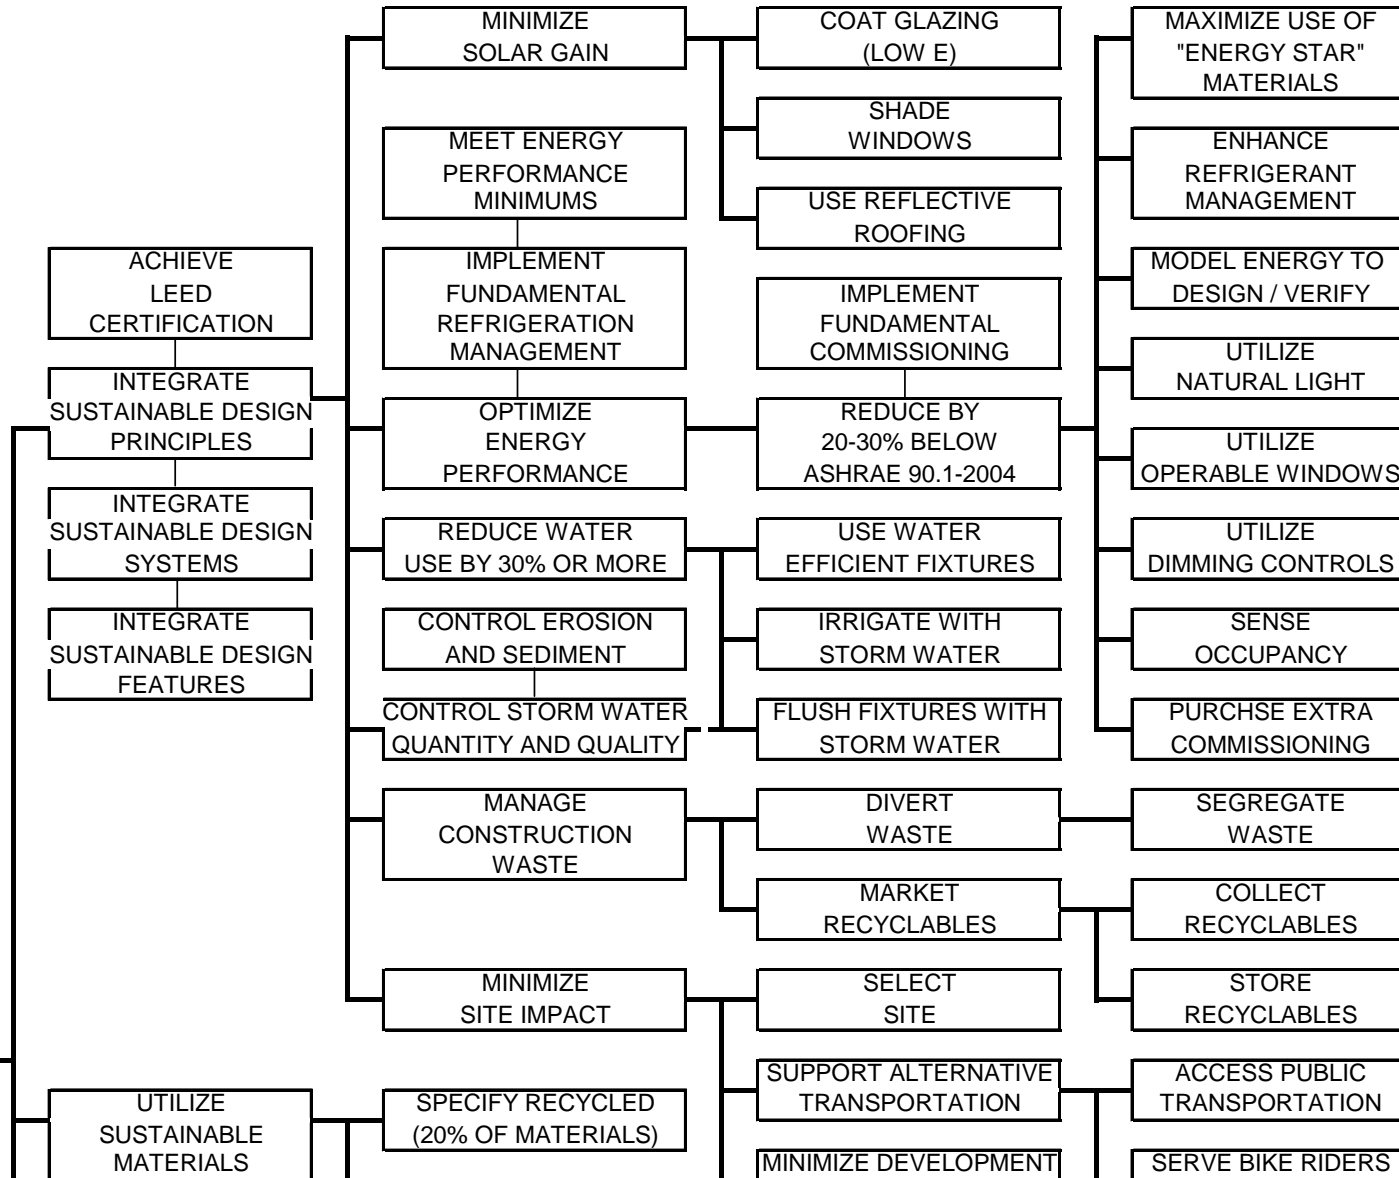 MINIMIZE
SOLAR GAIN
COAT GLAZING
(LOW E)
MAXIMIZE USE OF
"ENERGY STAR"
MATERIALS
SHADE
WINDOWS
MEET ENERGY
PERFORMANCE
MINIMUMS
ENHANCE
REFRIGERANT
MANAGEMENT
USE REFLECTIVE
ROOFING
ACHIEVE
LEED
CERTIFICATION
IMPLEMENT
FUNDAMENTAL
REFRIGERATION
MANAGEMENT
IMPLEMENT
FUNDAMENTAL
COMMISSIONING
MODEL ENERGY TO
DESIGN / VERIFY
UTILIZE
NATURAL LIGHT
INTEGRATE
SUSTAINABLE DESIGN
PRINCIPLES
OPTIMIZE
ENERGY
PERFORMANCE
REDUCE BY
20-30% BELOW
ASHRAE 90.1-2004
UTILIZE
OPERABLE WINDOWS
INTEGRATE
SUSTAINABLE DESIGN
SYSTEMS
REDUCE WATER
USE BY 30% OR MORE
USE WATER
EFFICIENT FIXTURES
UTILIZE
DIMMING CONTROLS
INTEGRATE
SUSTAINABLE DESIGN
FEATURES
CONTROL EROSION
AND SEDIMENT
IRRIGATE WITH
STORM WATER
SENSE
OCCUPANCY
CONTROL STORM WATER
QUANTITY AND QUALITY
FLUSH FIXTURES WITH
STORM WATER
PURCHSE EXTRA
COMMISSIONING
MANAGE
CONSTRUCTION
WASTE
DIVERT
WASTE
SEGREGATE
WASTE
MARKET
RECYCLABLES
COLLECT
RECYCLABLES
MINIMIZE
SITE IMPACT
SELECT
SITE
STORE
RECYCLABLES
SUPPORT ALTERNATIVE
TRANSPORTATION
ACCESS PUBLIC
TRANSPORTATION
UTILIZE
SUSTAINABLE
MATERIALS
SPECIFY RECYCLED
(20% OF MATERIALS)
MINIMIZE DEVELOPMENT
SERVE BIKE RIDERS